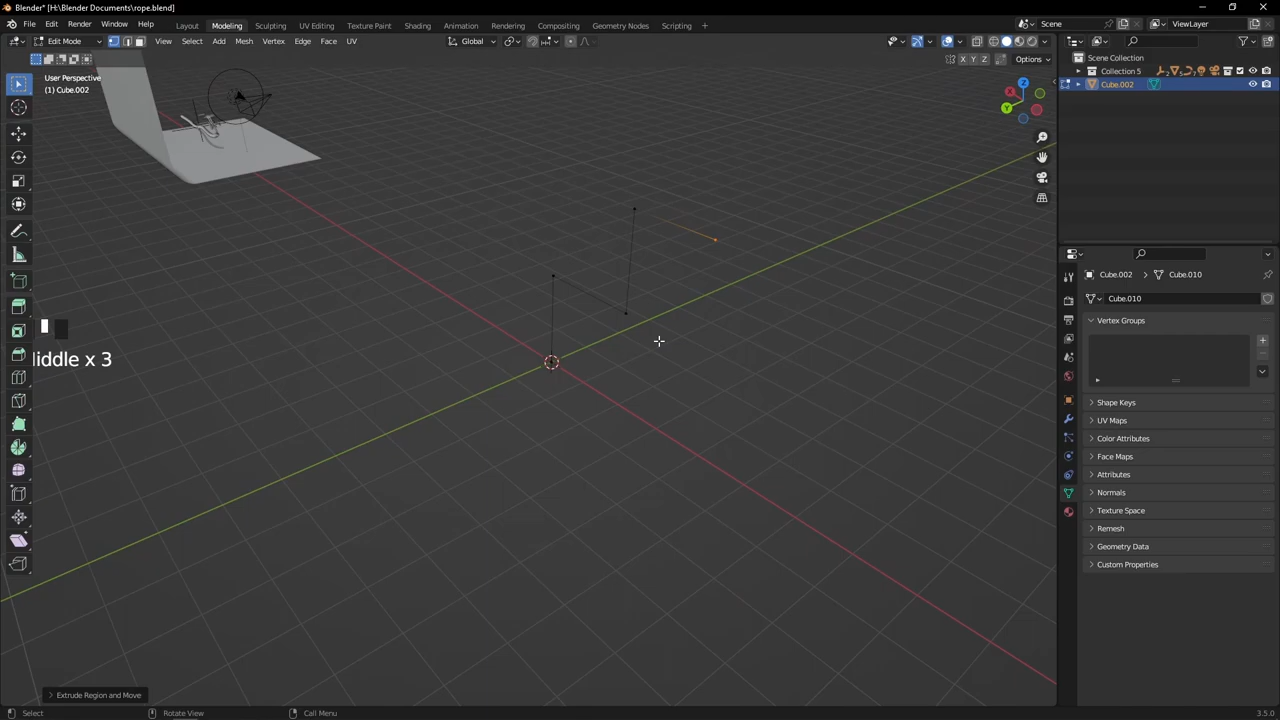 Blender* [H:\Blender Documents\rope.blend]
File Edit Render Window Help Layout Modeling Sculpting UV Editing Texture Paint Shading Animation Rendering Compositing Geometry Nodes Scripting + Scene ViewLayer
Edit Mode View Select Add Mesh Vertex Edge Face UV Global
X Y Z Options
User Perspective
(1) Cube.002
Scene Collection
Collection 5
Cube.002
Z
X
Y
Cube.002 > Cube.010
Cube.010
Vertex Groups
Shape Keys
UV Maps
Color Attributes
Face Maps
Attributes
Normals
Texture Space
Remesh
Geometry Data
Custom Properties
iddle x 3
Extrude Region and Move
Select Rotate View Call Menu 3.5.0